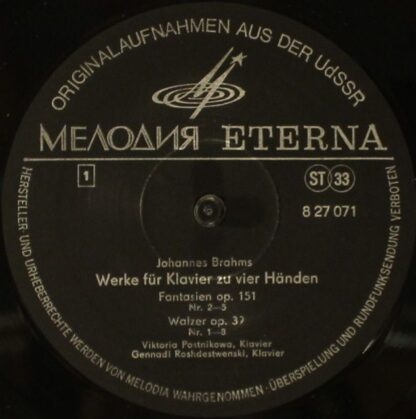 ORIGINALAUFNAHMEN AUS DER UdSSR
МЕЛОДИЯ ETERNA
1
ST 33
8 27 071
Johannes Brahms
Werke für Klavier zu vier Händen
Fantasien op. 151
Nr. 2—5
Walzer op. 39
Nr. 1—8
Viktoria Postnikowa, Klavier
Gennadi Roshdestwenski, Klavier
HERSTELLER- UND URHEBERRECHTE WERDEN VON MELODIA WAHRGENOMMEN · ÜBERSPIELUNG UND RUNDFUNKSENDUNG VERBOTEN